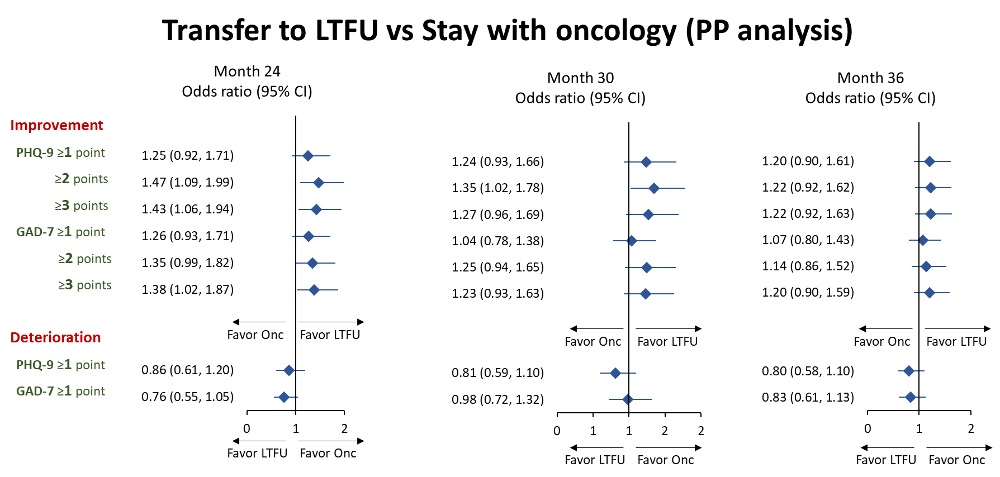 Transfer to LTFU vs Stay with oncology (PP analysis)
Month 24
Odds ratio (95% CI)
Month 30
Odds ratio (95% CI)
Month 36
Odds ratio (95% CI)
Improvement
PHQ-9 ≥1 point 1.25 (0.92, 1.71) 1.24 (0.93, 1.66) 1.20 (0.90, 1.61)
≥2 points 1.47 (1.09, 1.99) 1.35 (1.02, 1.78) 1.22 (0.92, 1.62)
≥3 points 1.43 (1.06, 1.94) 1.27 (0.96, 1.69) 1.22 (0.92, 1.63)
GAD-7 ≥1 point 1.26 (0.93, 1.71) 1.04 (0.78, 1.38) 1.07 (0.80, 1.43)
≥2 points 1.35 (0.99, 1.82) 1.25 (0.94, 1.65) 1.14 (0.86, 1.52)
≥3 points 1.38 (1.02, 1.87) 1.23 (0.93, 1.63) 1.20 (0.90, 1.59)
Favor Onc Favor LTFU Favor Onc Favor LTFU Favor Onc Favor LTFU
Deterioration
PHQ-9 ≥1 point 0.86 (0.61, 1.20) 0.81 (0.59, 1.10) 0.80 (0.58, 1.10)
GAD-7 ≥1 point 0.76 (0.55, 1.05) 0.98 (0.72, 1.32) 0.83 (0.61, 1.13)
0 1 2 0 1 1 2 2 0 1 2
Favor LTFU Favor Onc Favor LTFU Favor Onc Favor LTFU Favor Onc